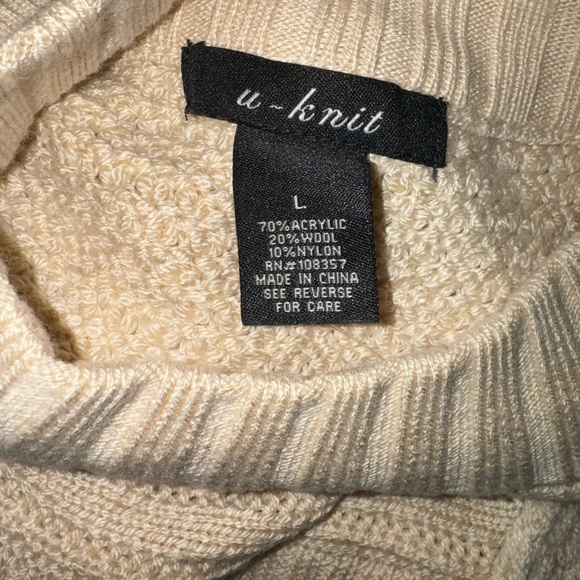 u-knit
L
70%ACRYLIC
20%WOOL
10%NYLON
RN#108357
MADE IN CHINA
SEE REVERSE
FOR CARE